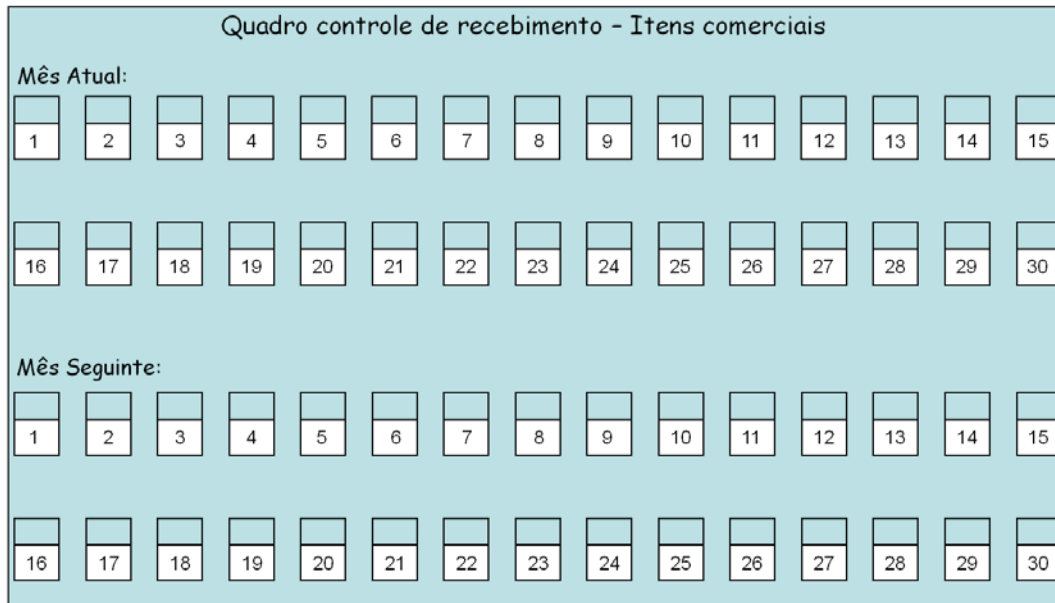 Quadro controle de recebimento – Itens comerciais
Mês Atual:
1 2 3 4 5 6 7 8 9 10 11 12 13 14 15
16 17 18 19 20 21 22 23 24 25 26 27 28 29 30
Mês Seguinte:
1 2 3 4 5 6 7 8 9 10 11 12 13 14 15
16 17 18 19 20 21 22 23 24 25 26 27 28 29 30